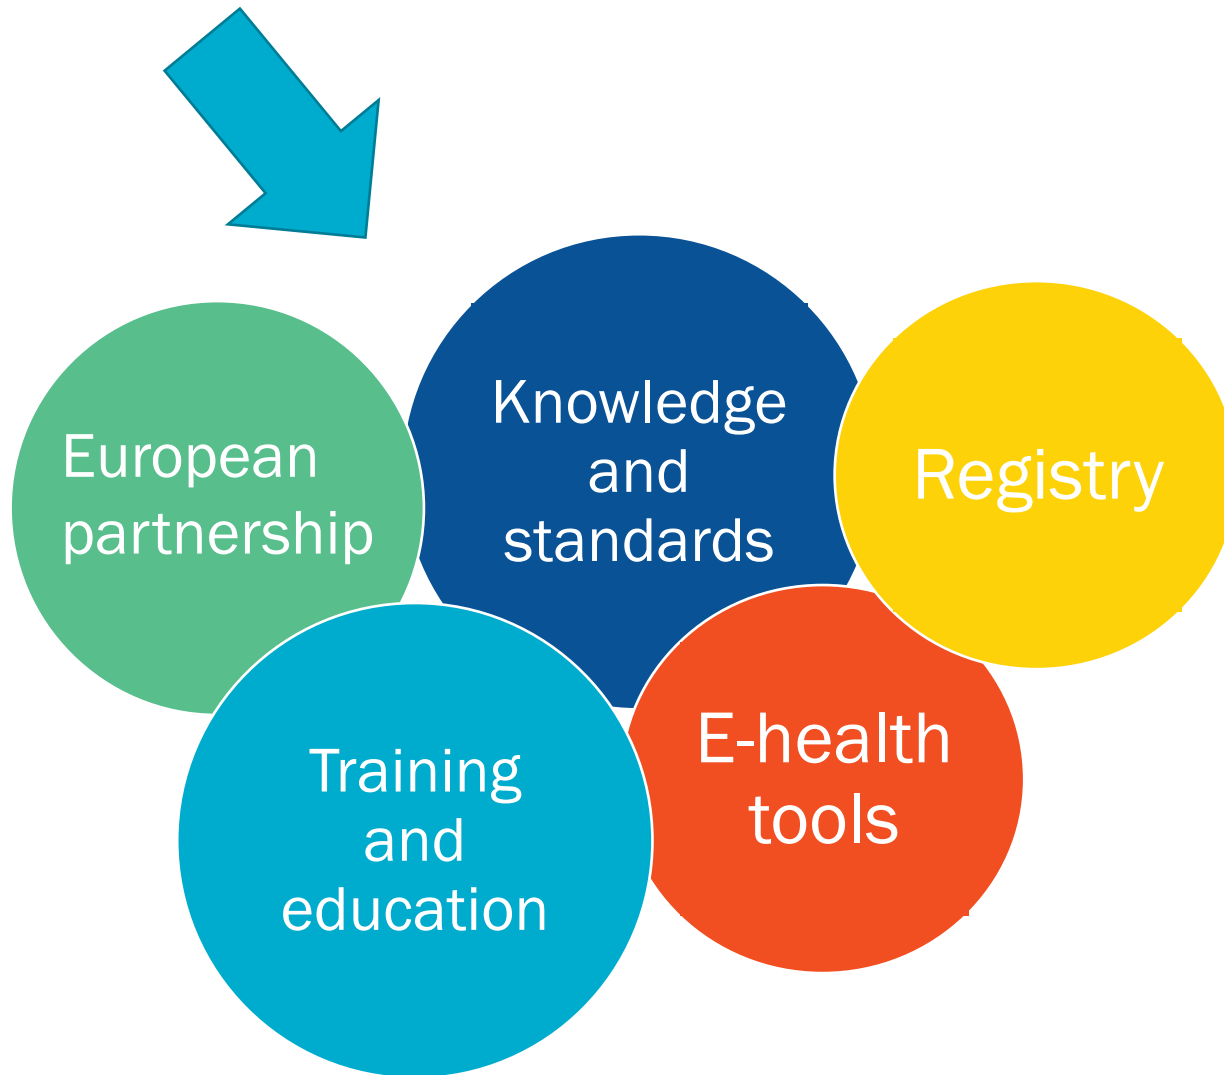 European
partnership
Knowledge
and
standards
Registry
Training
and
education
E-health
tools